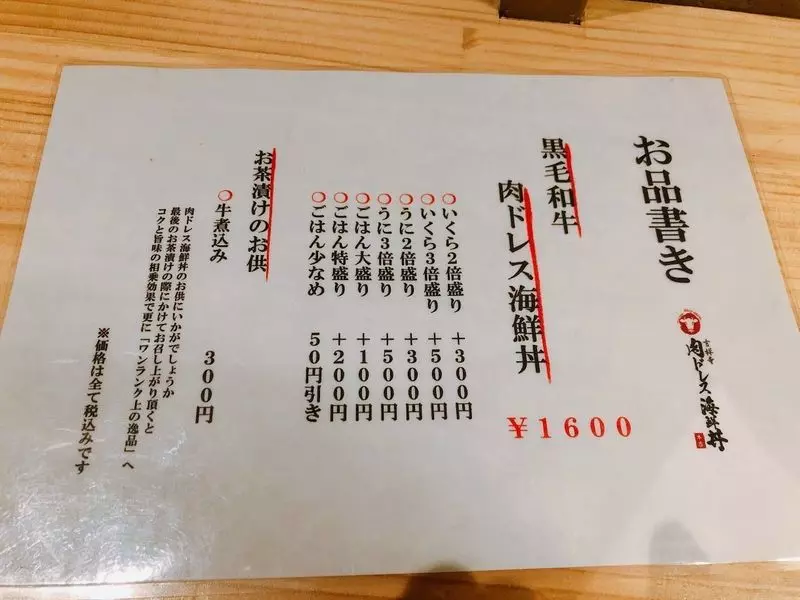 お品書き
吉祥寺
肉ドレス海鮮丼
黒毛和牛
肉ドレス海鮮丼
¥1600
○いくら2倍盛り +300円
○いくら3倍盛り +500円
○うに2倍盛り +300円
○うに3倍盛り +500円
○ごはん大盛り +100円
○ごはん特盛り +200円
○ごはん少なめ 50円引き
お茶漬けのお供
○牛煮込み 300円
肉ドレス海鮮丼のお供にいかがでしょうか
最後のお茶漬けの際にかけてお召し上がり頂くと
コクと旨味の相乗効果で更に「ワンランク上の逸品」へ
※価格は全て税込みです